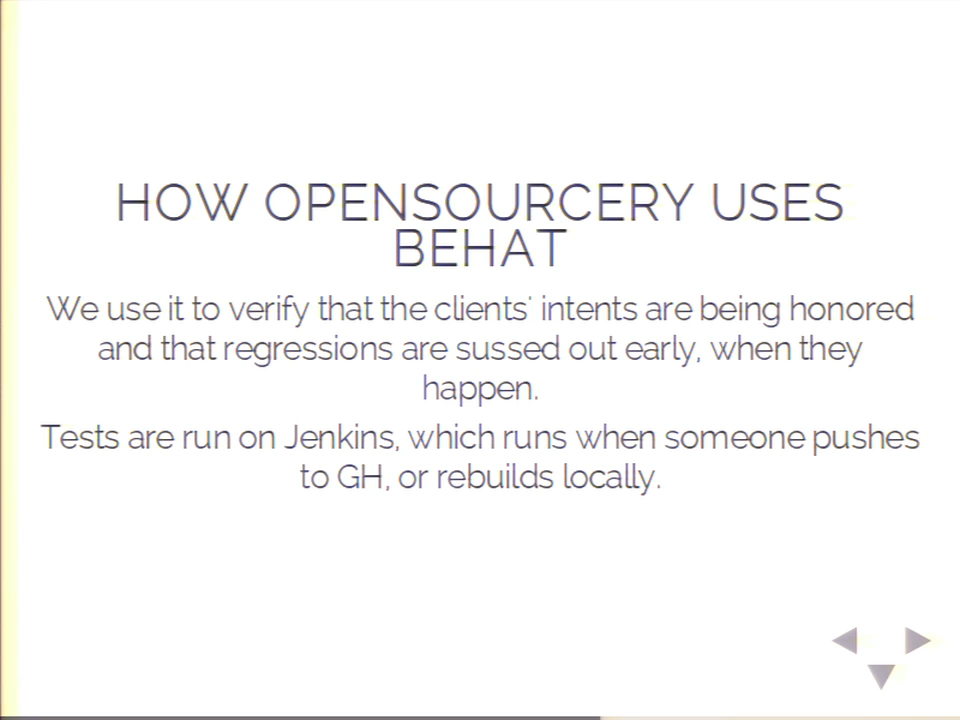 HOW OPENSOURCERY USES
BEHAT
We use it to verify that the clients' intents are being honored
and that regressions are sussed out early, when they
happen.
Tests are run on Jenkins, which runs when someone pushes
to GH, or rebuilds locally.